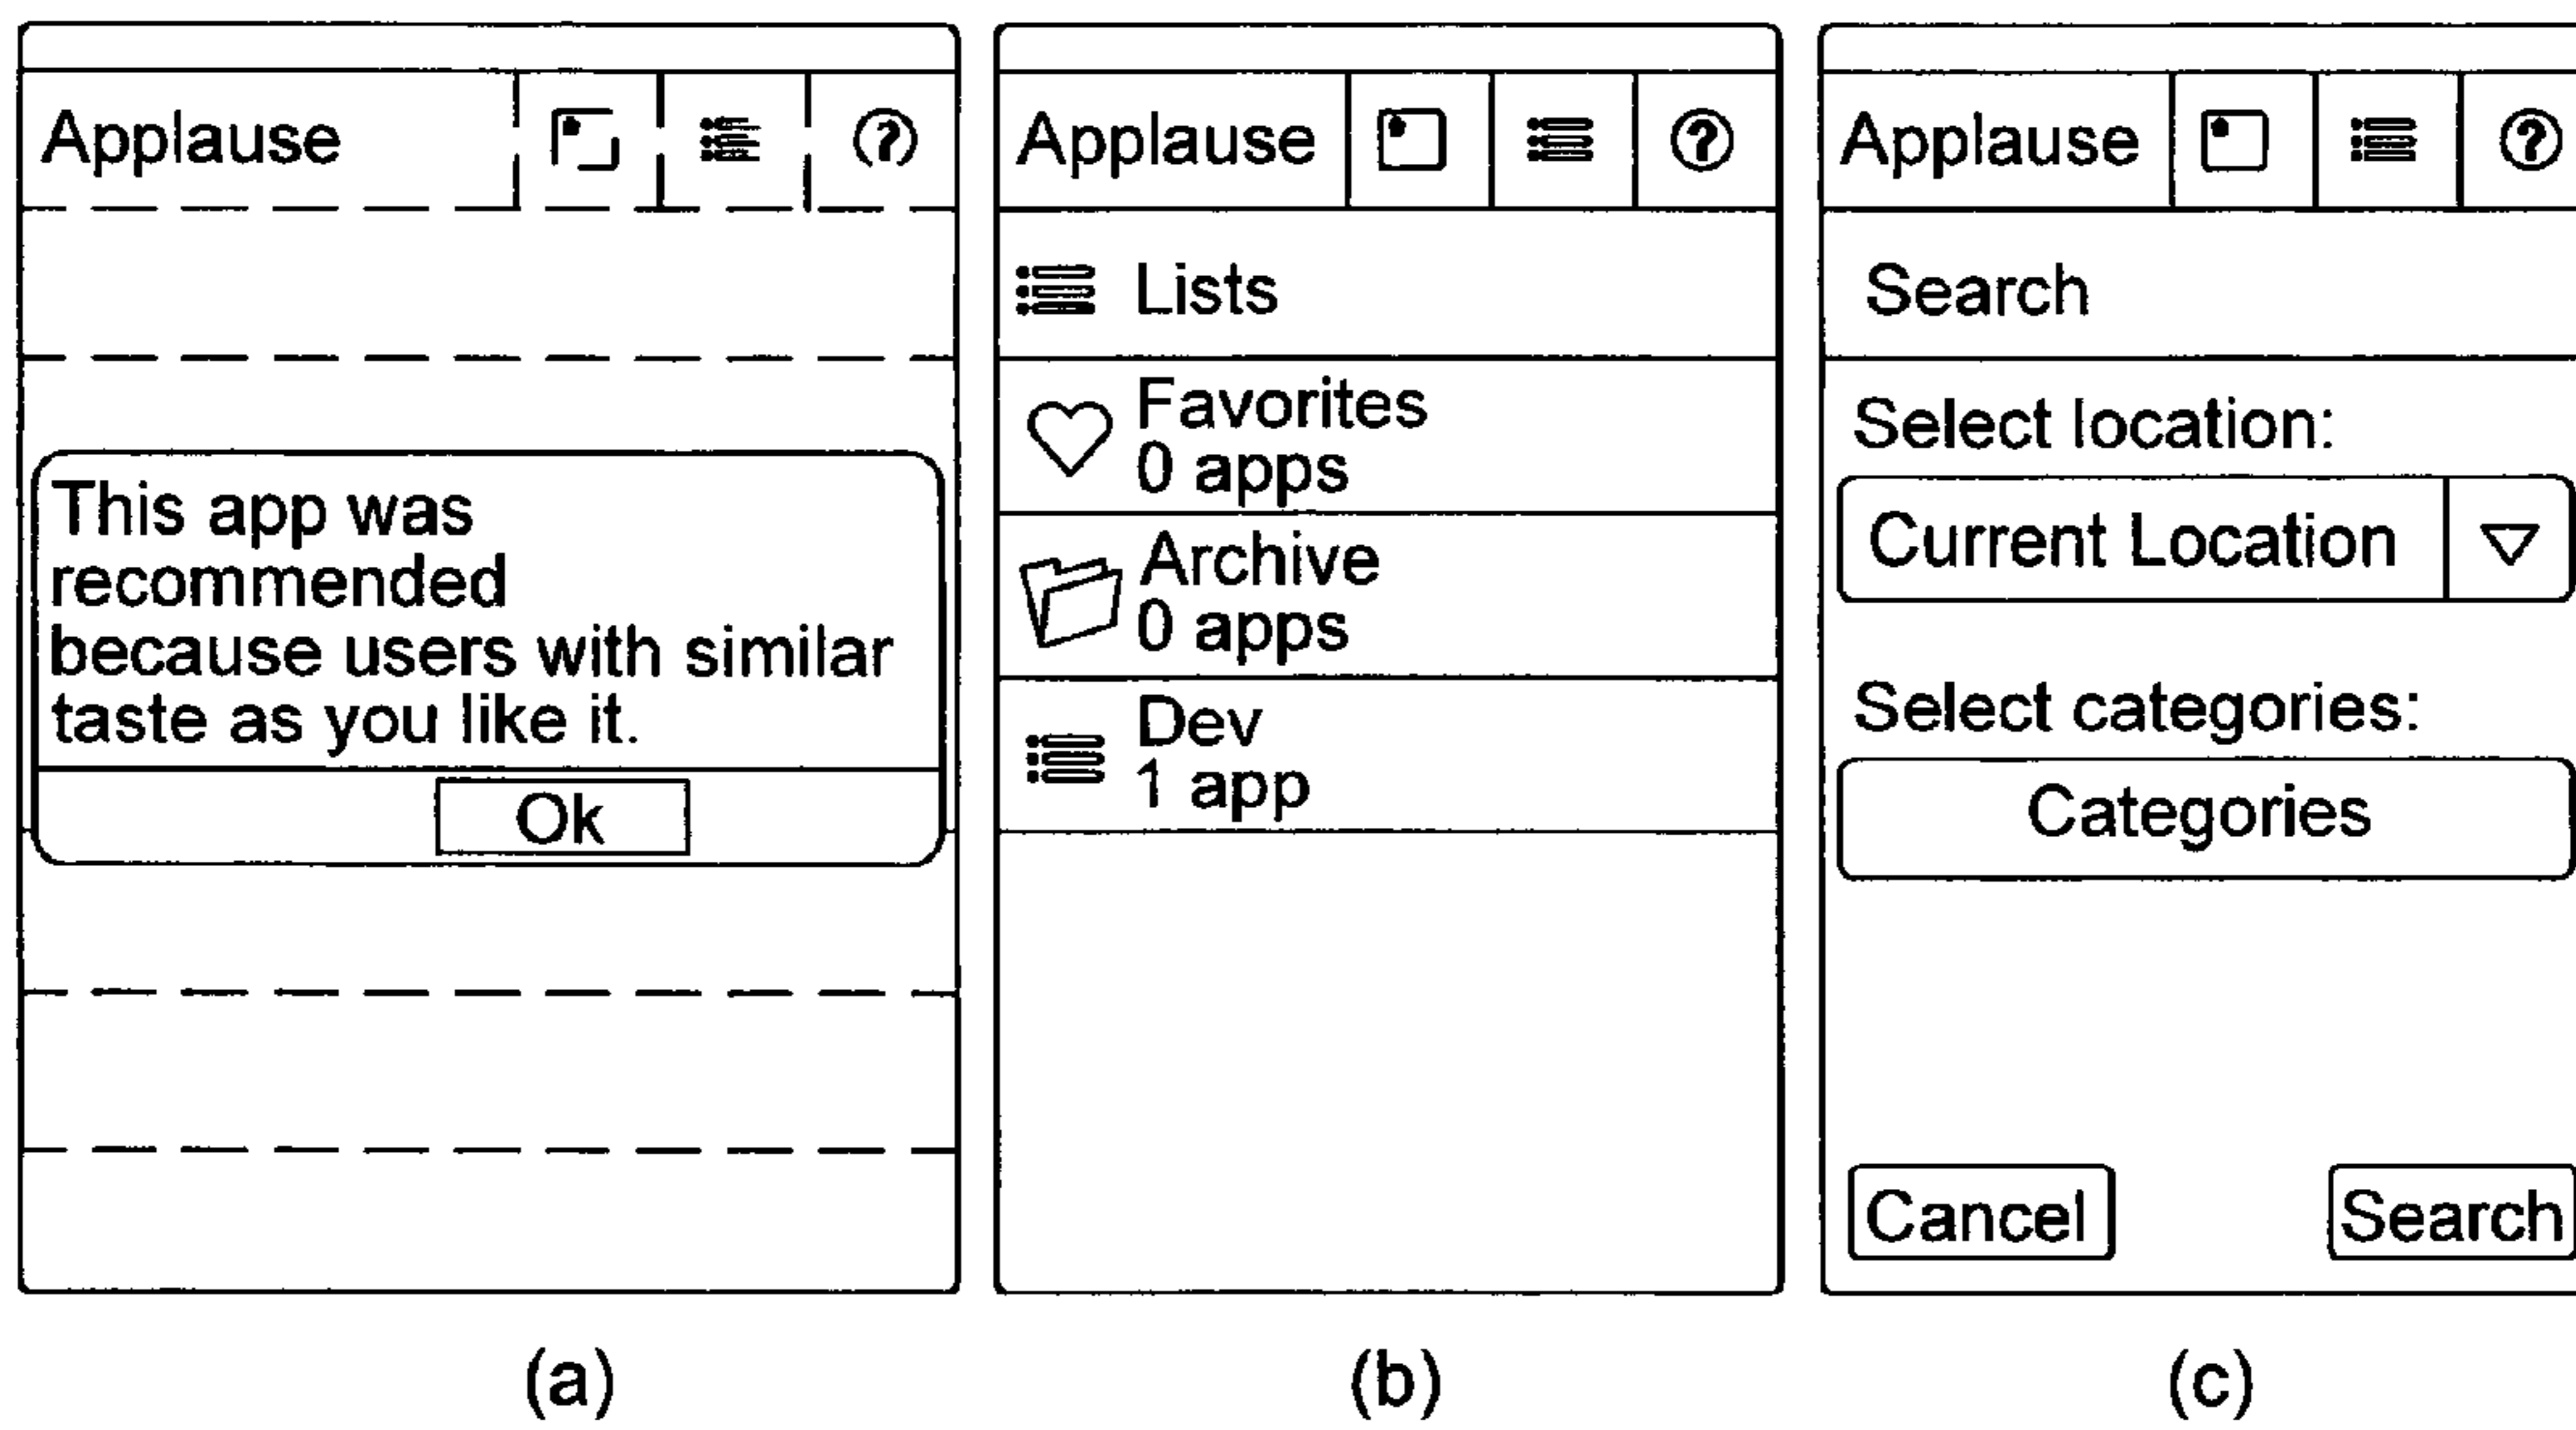 Applause
?
This app was
recommended
because users with similar
taste as you like it.
Ok
(a)
Applause
?
Lists
Favorites
0 apps
Archive
0 apps
Dev
1 app
(b)
Applause
?
Search
Select location:
Current Location
Select categories:
Categories
Cancel
Search
(c)